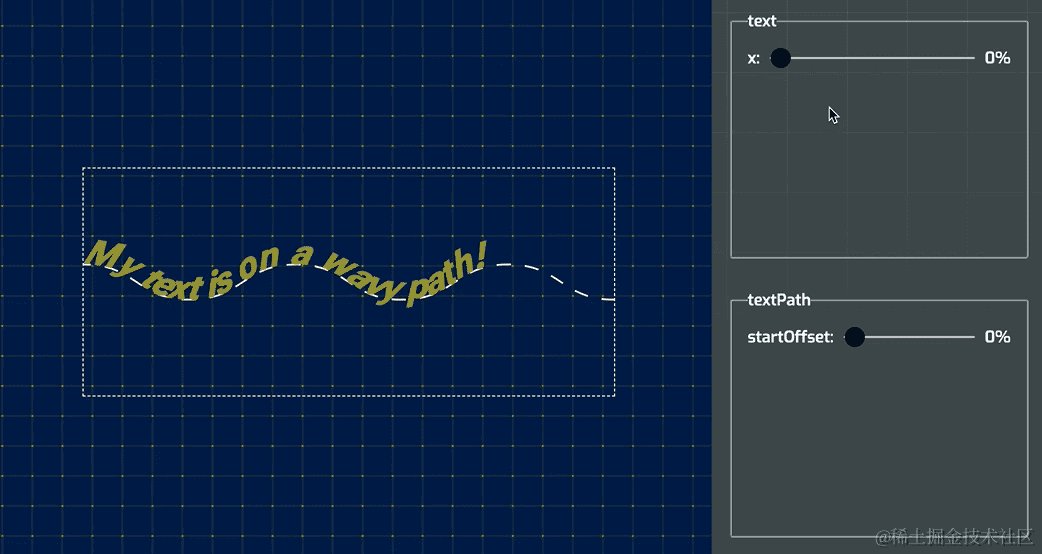 My text is on a wavy path!
text
x: 0%
textPath
startOffset: 0%
@稀土掘金技术社区